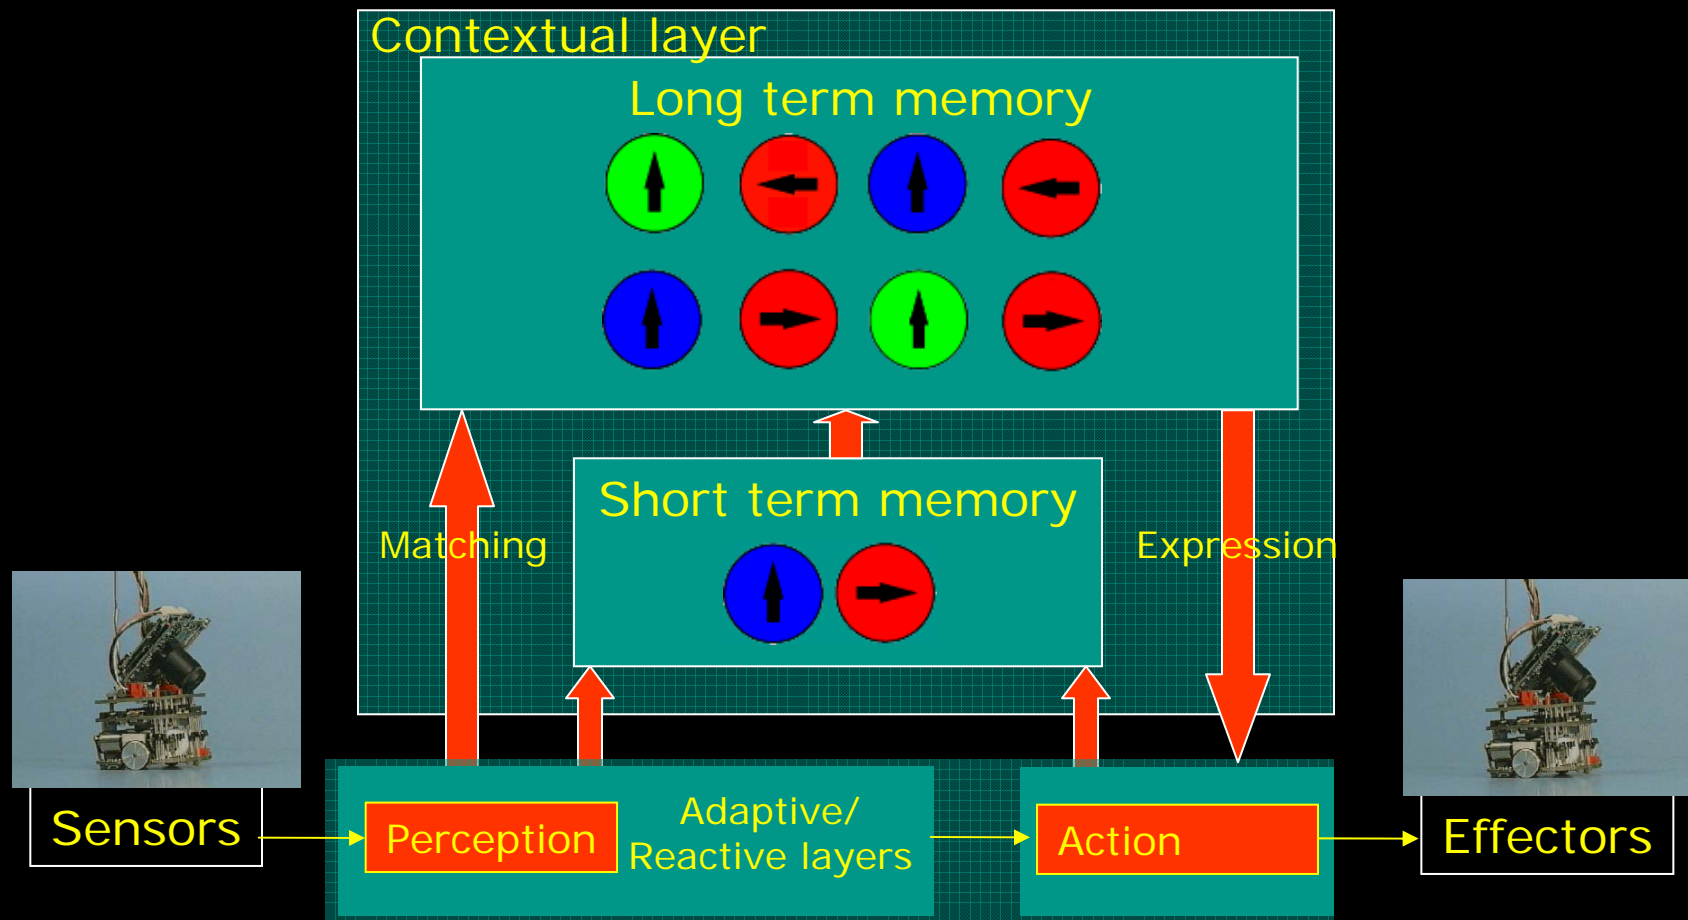 Contextual layer
Long term memory
Short term memory
Matching
Expression
Sensors
Perception
Adaptive/
Reactive layers
Action
Effectors